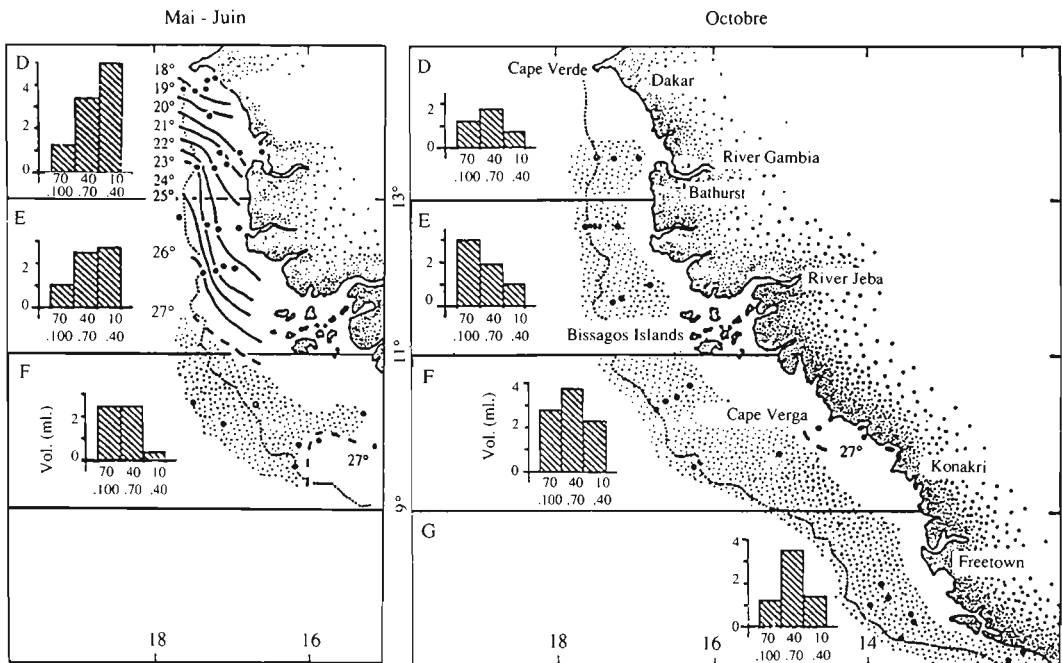 Mai - Juin
D
4
2
0
70 40 10
.100 .70 .40
E
2
0
70 40 10
.100 .70 .40
F
Vol. (ml.)
4
2
0
70 40 10
.100 .70 .40
18°
19°
20°
21°
22°
23°
24°
25°
26°
27°
27°
18
16
13°
11°
9°
Octobre
D
2
0
70 40 10
.100 .70 .40
E
2
0
70 40 10
.100 .70 .40
F
Vol. (ml.)
4
2
0
70 40 10
.100 .70 .40
G
4
2
0
70 40 10
.100 .70 .40
Cape Verde
Dakar
River Gambia
Bathurst
River Jeba
Bissagos Islands
Cape Verga
27°
Konakri
Freetown
18
16
14